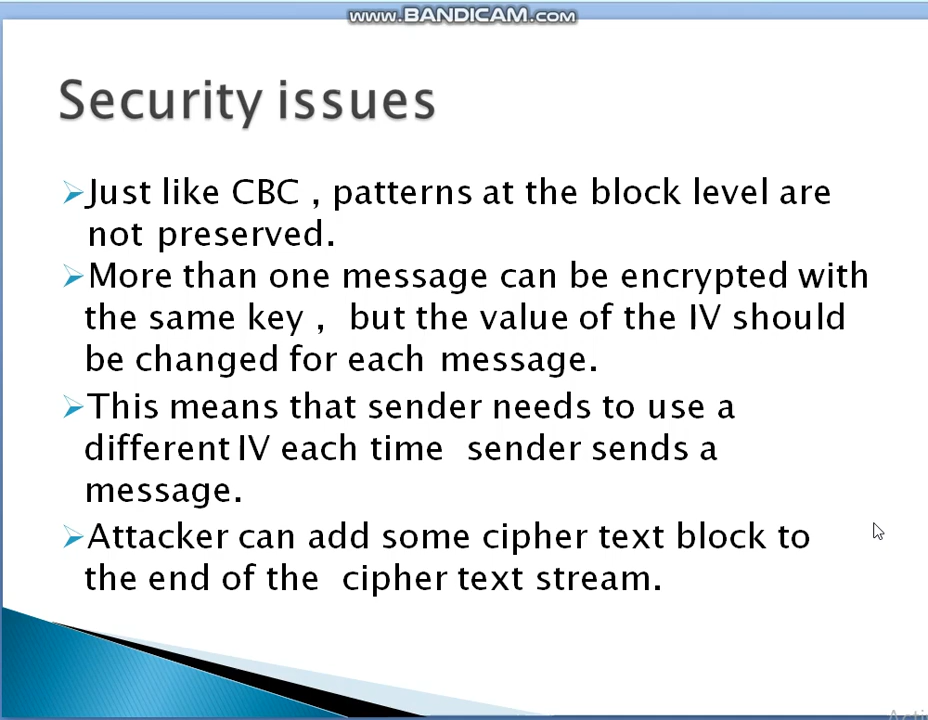 www.BANDICAM.com
Security issues
➢Just like CBC , patterns at the block level are
not preserved.
➢More than one message can be encrypted with
the same key ,  but the value of the IV should
be changed for each message.
➢This means that sender needs to use a
different IV each time  sender sends a
message.
➢Attacker can add some cipher text block to
the end of the  cipher text stream.